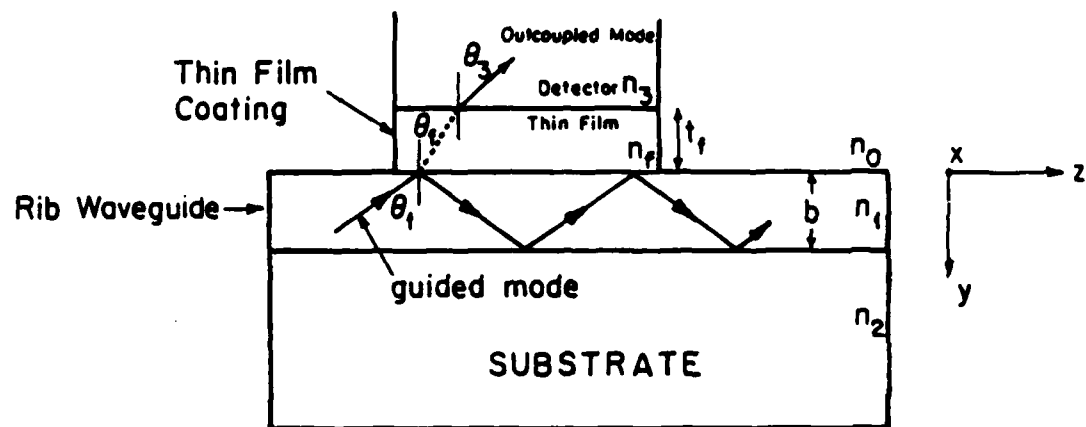 Outcoupled Mode
θ3
Thin Film
Coating
Detector n3
Thin Film
θf
tf
nf
n0
x
z
Rib Waveguide
θ1
b
n1
guided mode
y
n2
SUBSTRATE